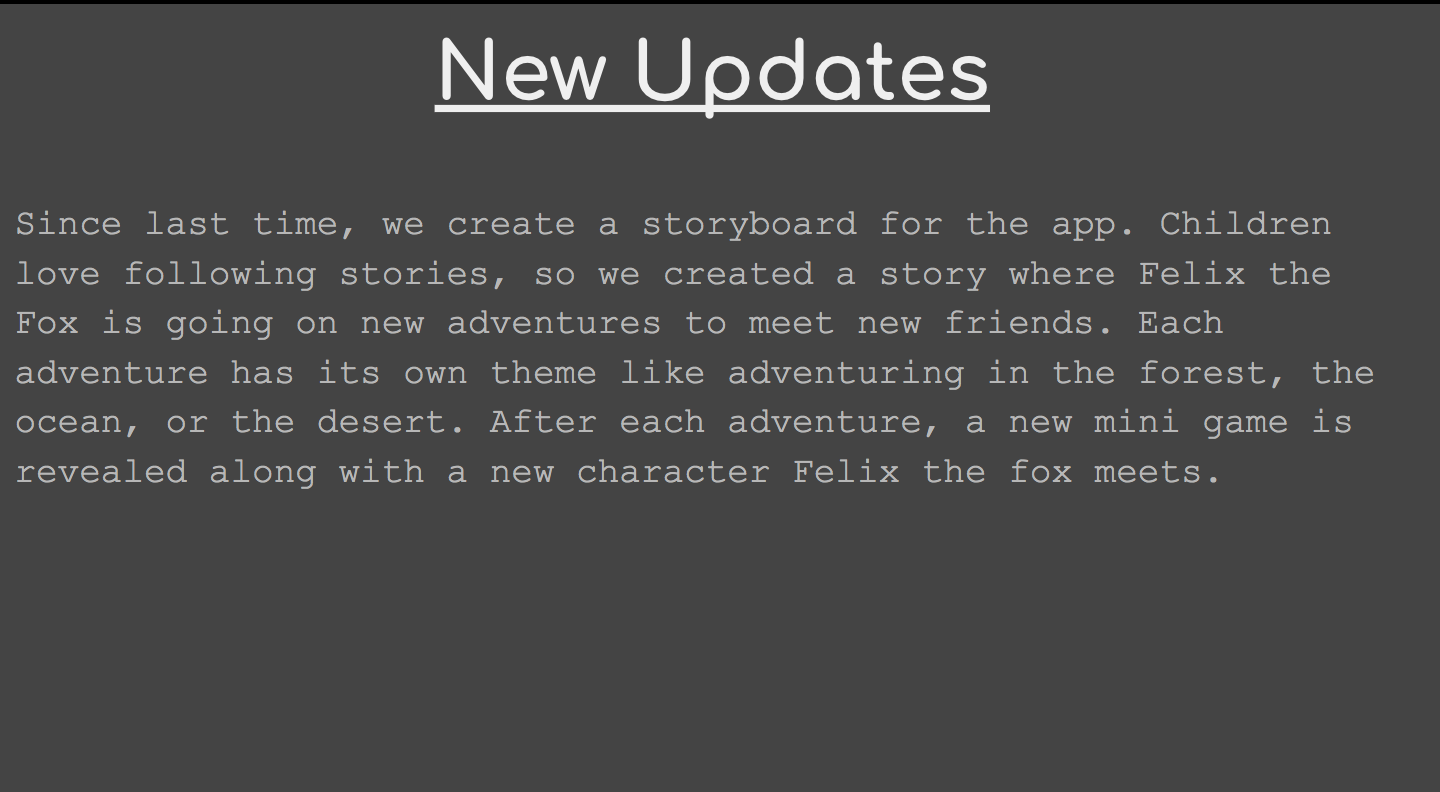 New Updates
Since last time, we create a storyboard for the app. Children
love following stories, so we created a story where Felix the
Fox is going on new adventures to meet new friends. Each
adventure has its own theme like adventuring in the forest, the
ocean, or the desert. After each adventure, a new mini game is
revealed along with a new character Felix the fox meets.